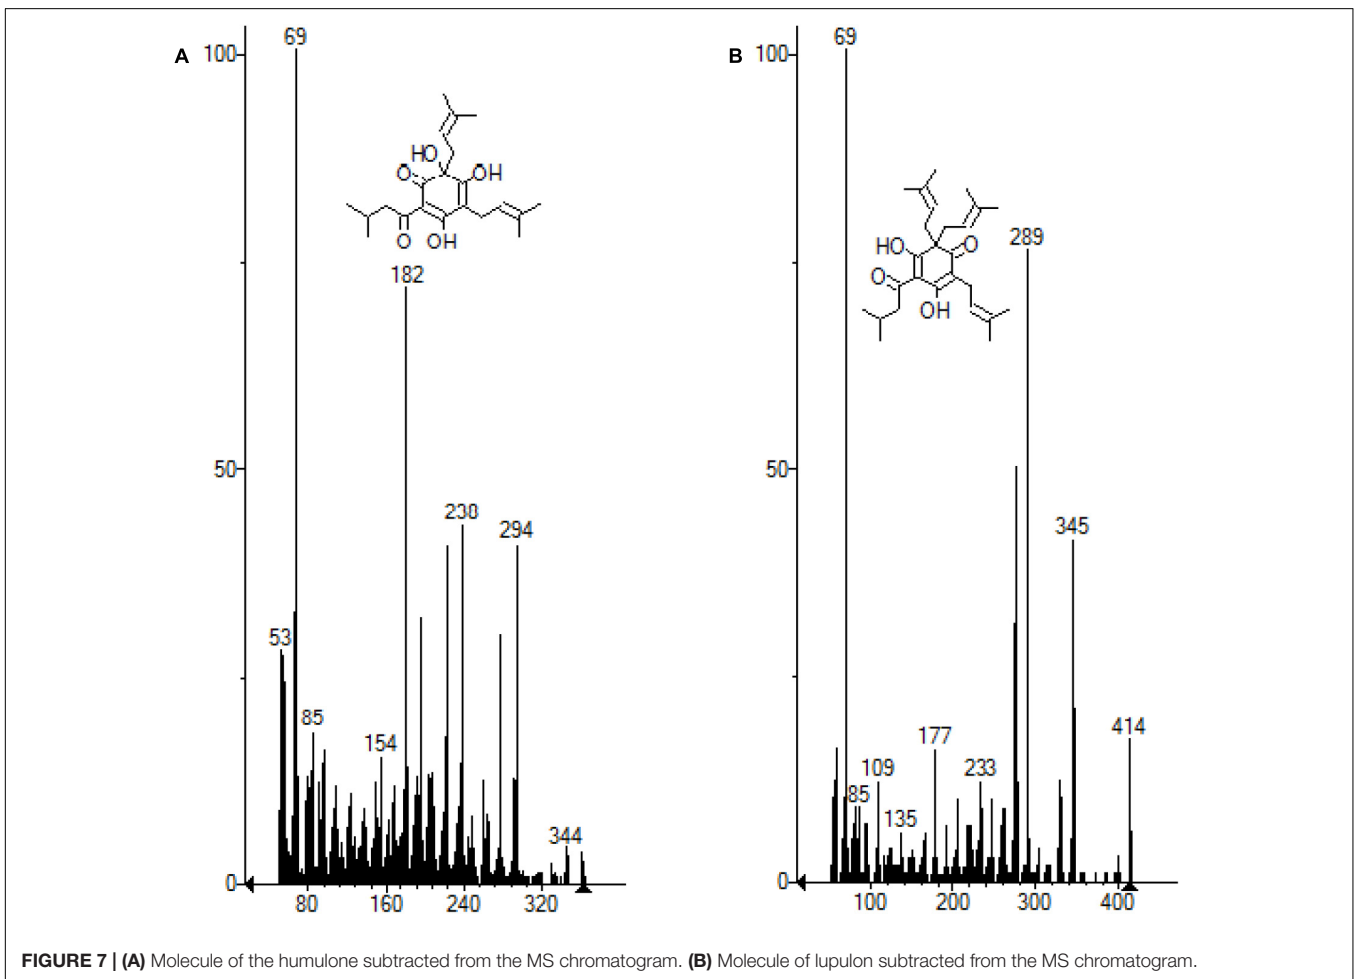 A
100
69
HO
O
OH
O
OH
182
50
238
294
53
85
154
344
0
80 160 240 320
B
100
69
289
HO
O
O
OH
50
345
414
177
109
233
85
135
0
100 200 300 400
FIGURE 7 | (A) Molecule of the humulone subtracted from the MS chromatogram. (B) Molecule of lupulon subtracted from the MS chromatogram.